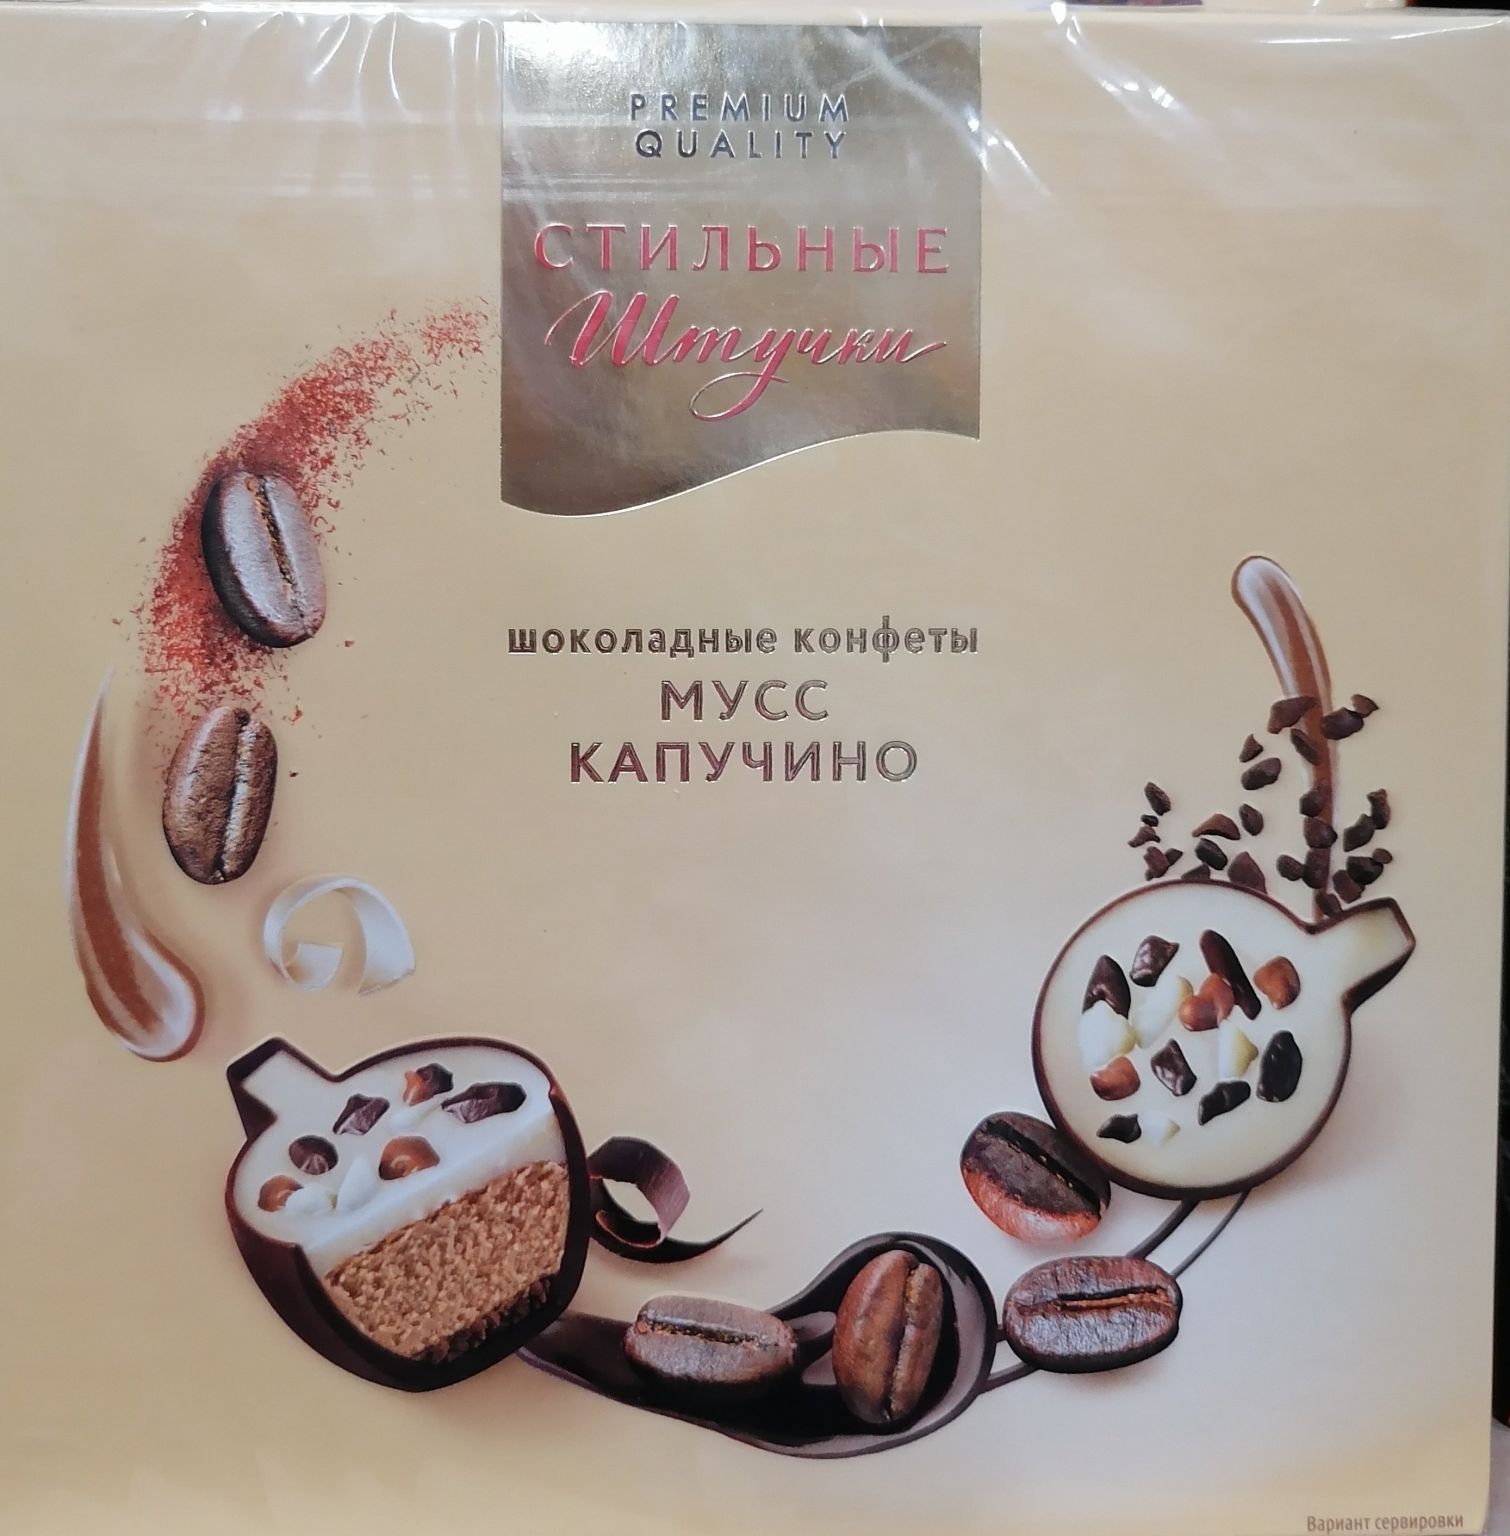 PREMIUM
QUALITY
СТИЛЬНЫЕ
Штучки
шоколадные конфеты
МУСС
КАПУЧИНО
Вариант сервировки